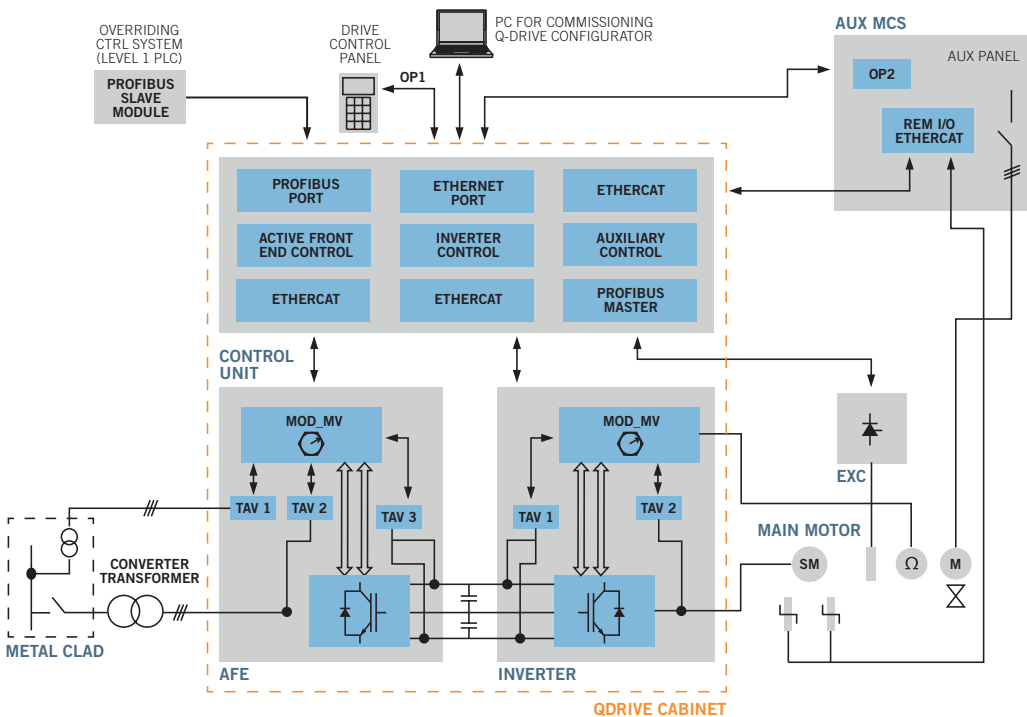 OVERRIDING
CTRL SYSTEM
(LEVEL 1 PLC)
PROFIBUS
SLAVE
MODULE
DRIVE
CONTROL
PANEL
OP1
PC FOR COMMISSIONING
Q-DRIVE CONFIGURATOR
AUX MCS
AUX PANEL
OP2
REM I/O
ETHERCAT
PROFIBUS
PORT
ETHERNET
PORT
ETHERCAT
ACTIVE FRONT
END CONTROL
INVERTER
CONTROL
AUXILIARY
CONTROL
ETHERCAT
ETHERCAT
PROFIBUS
MASTER
CONTROL
UNIT
MOD_MV
TAV 1
TAV 2
TAV 3
AFE
MOD_MV
TAV 1
TAV 2
INVERTER
EXC
MAIN MOTOR
SM
Ω
M
CONVERTER
TRANSFORMER
METAL CLAD
QDRIVE CABINET